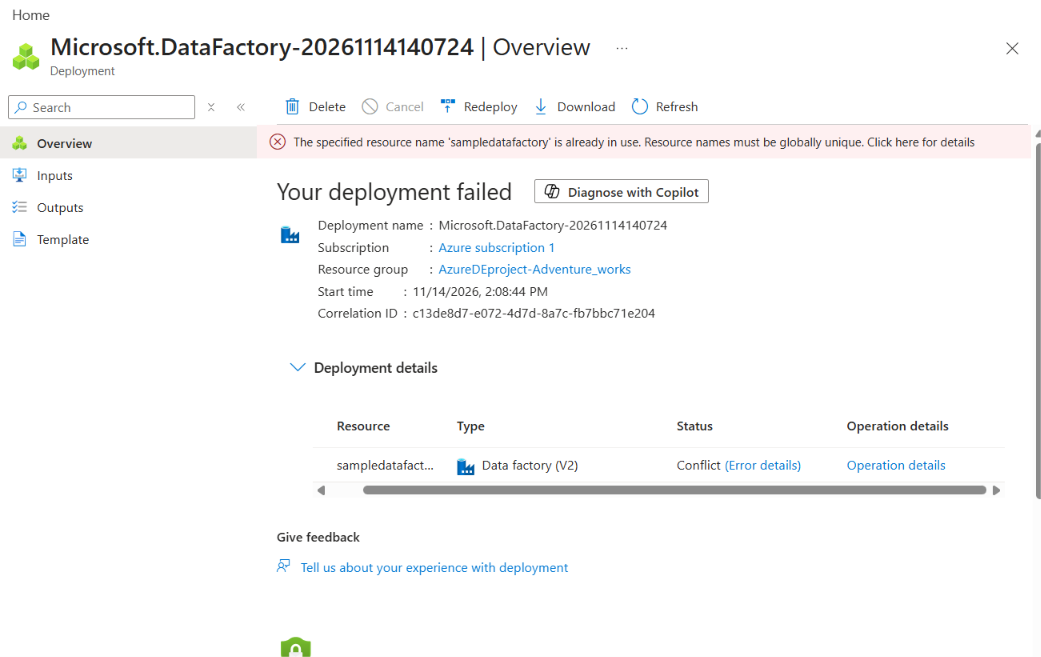 Home
Microsoft.DataFactory-20261114140724 | Overview ...
Deployment
Search
Delete Cancel Redeploy Download Refresh
Overview
Inputs
Outputs
Template
The specified resource name 'sampledatafactory' is already in use. Resource names must be globally unique. Click here for details
Your deployment failed
Diagnose with Copilot
Deployment name : Microsoft.DataFactory-20261114140724
Subscription : Azure subscription 1
Resource group : AzureDEproject-Adventure_works
Start time : 11/14/2026, 2:08:44 PM
Correlation ID : c13de8d7-e072-4d7d-8a7c-fb7bbc71e204
Deployment details
Resource Type Status Operation details
sampledatafact... Data factory (V2) Conflict (Error details) Operation details
Give feedback
Tell us about your experience with deployment